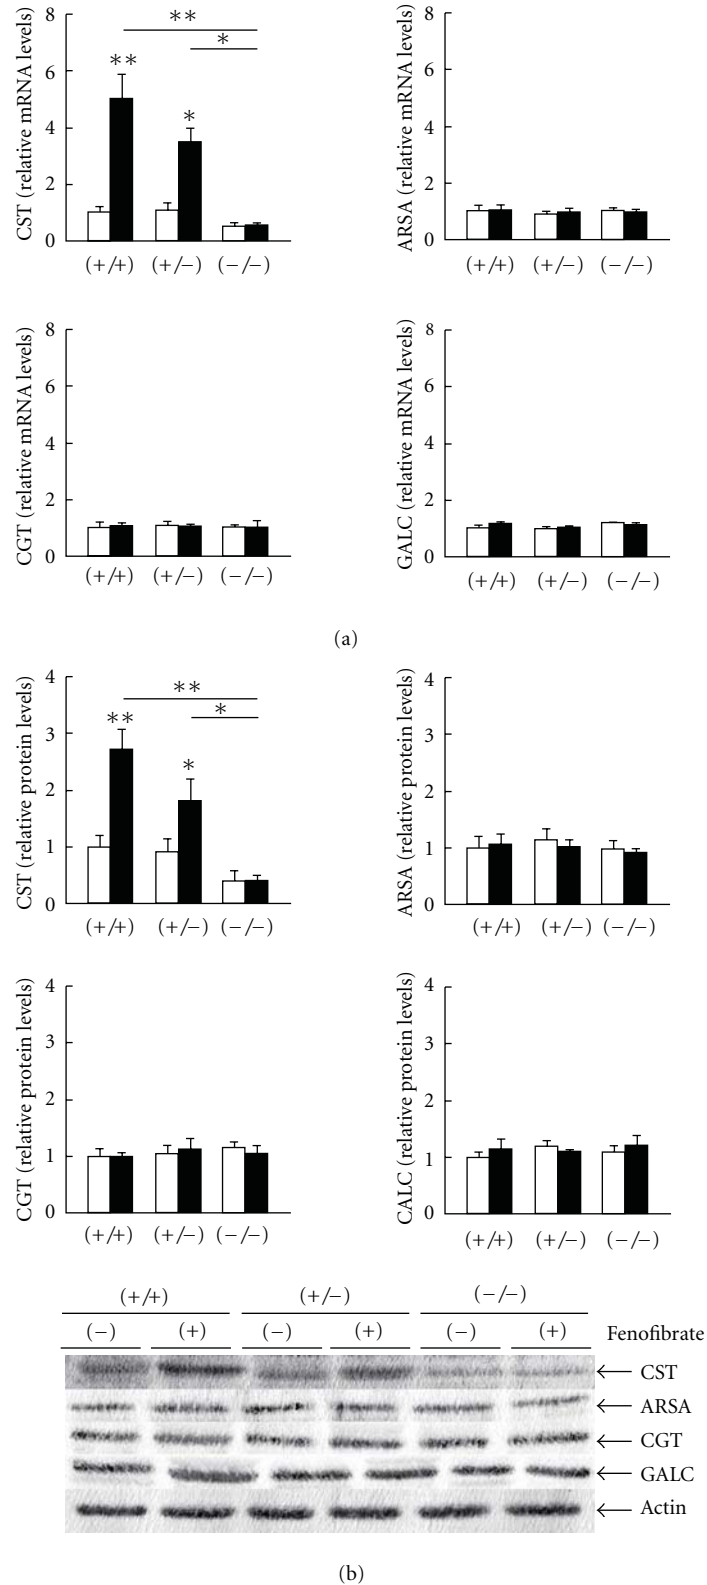 CST (relative mRNA levels)
8
6
4
2
0
**
*
**
*
(+/+) (+/−) (−/−)
ARSA (relative mRNA levels)
8
6
4
2
0
(+/+) (+/−) (−/−)
CGT (relative mRNA levels)
8
6
4
2
0
(+/+) (+/−) (−/−)
GALC (relative mRNA levels)
8
6
4
2
0
(+/+) (+/−) (−/−)
(a)
CST (relative protein levels)
4
3
2
1
0
**
*
**
*
(+/+) (+/−) (−/−)
ARSA (relative protein levels)
4
3
2
1
0
(+/+) (+/−) (−/−)
CGT (relative protein levels)
4
3
2
1
0
(+/+) (+/−) (−/−)
CALC (relative protein levels)
4
3
2
1
0
(+/+) (+/−) (−/−)
(+/+) (+/−) (−/−)
(−) (+) (−) (+) (−) (+) Fenofibrate
← CST
← ARSA
← CGT
← GALC
← Actin
(b)